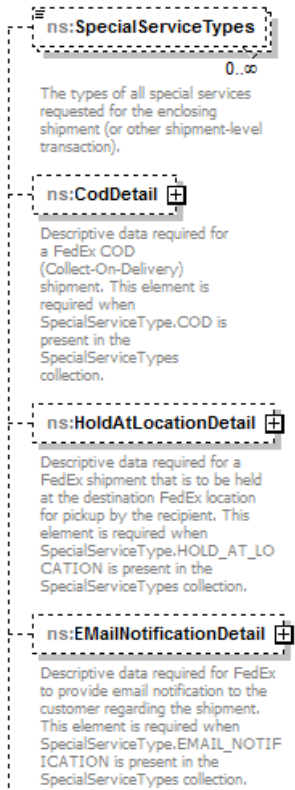 ns:SpecialServiceTypes
0..∞
The types of all special services
requested for the enclosing
shipment (or other shipment-level
transaction).
ns:CodDetail
Descriptive data required for
a FedEx COD
(Collect-On-Delivery)
shipment. This element is
required when
SpecialServiceType.COD is
present in the
SpecialServiceTypes
collection.
ns:HoldAtLocationDetail
Descriptive data required for a
FedEx shipment that is to be held
at the destination FedEx location
for pickup by the recipient. This
element is required when
SpecialServiceType.HOLD_AT_LO
CATION is present in the
SpecialServiceTypes collection.
ns:EMailNotificationDetail
Descriptive data required for FedEx
to provide email notification to the
customer regarding the shipment.
This element is required when
SpecialServiceType.EMAIL_NOTIF
ICATION is present in the
SpecialServiceTypes collection.